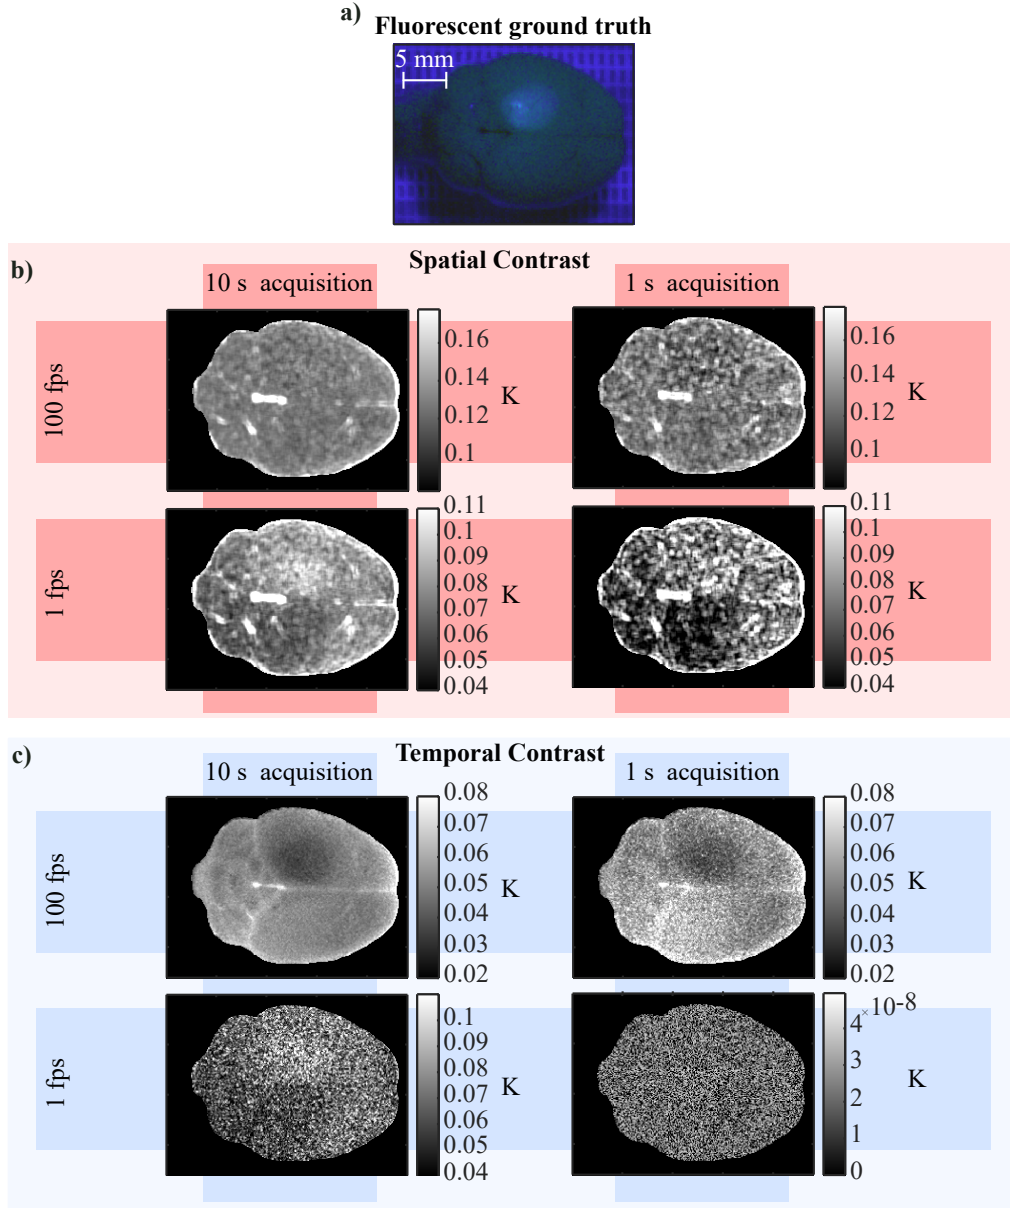 a)
Fluorescent ground truth
5 mm
b)
Spatial Contrast
10 s acquisition
1 s acquisition
100 fps
0.16
0.14
0.12
0.1
K
0.16
0.14
0.12
0.1
K
1 fps
0.11
0.1
0.09
0.08
0.07
0.06
0.05
0.04
K
0.11
0.1
0.09
0.08
0.07
0.06
0.05
0.04
K
c)
Temporal Contrast
10 s acquisition
1 s acquisition
100 fps
0.08
0.07
0.06
0.05
0.04
0.03
0.02
K
0.08
0.07
0.06
0.05
0.04
0.03
0.02
K
1 fps
0.1
0.09
0.08
0.07
0.06
0.05
0.04
K
×10-8
4
3
2
1
0
K